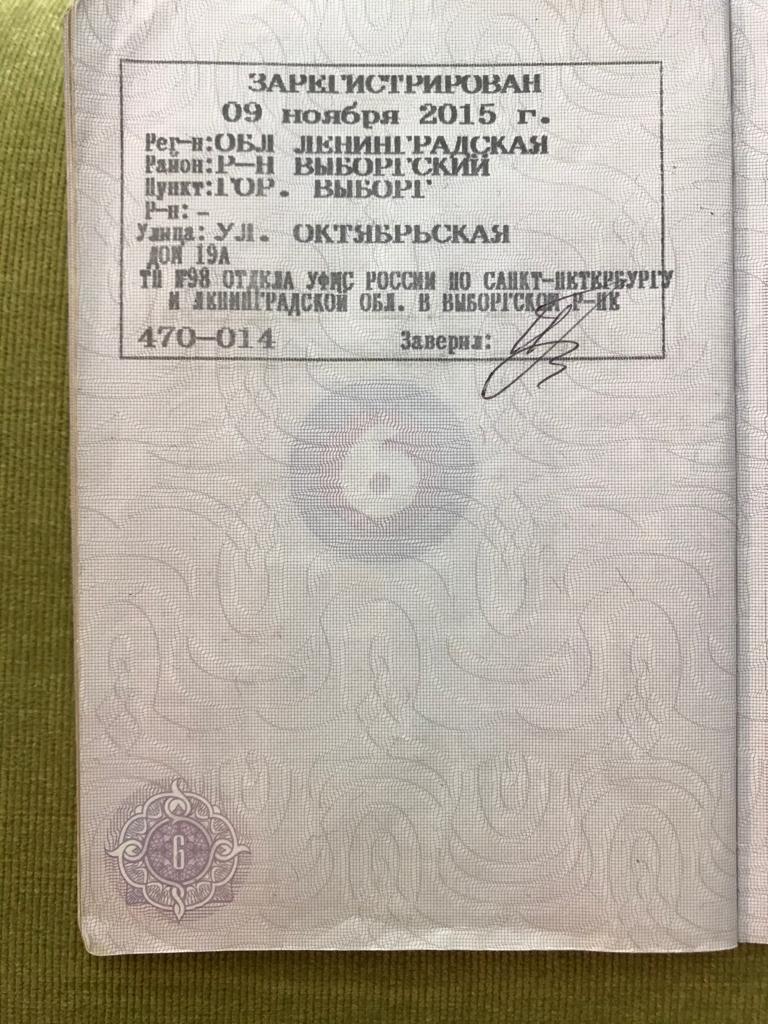 ЗАРЕГИСТРИРОВАН
09 ноября 2015 г.
Рег-н:ОБЛ ЛЕНИНГРАДСКАЯ
Район:Р-Н ВЫБОРГСКИЙ
Пункт:ГОР. ВЫБОРГ
Р-н: -
Улица: УЛ. ОКТЯБРЬСКАЯ
ДОМ 19А
ТП №98 ОТДЕЛА УФМС РОССИИ ПО САНКТ-ПЕТЕРБУРГУ
И ЛЕНИНГРАДСКОЙ ОБЛ. В ВЫБОРГСКОМ Р-НЕ
470-014 Заверил:
6
6